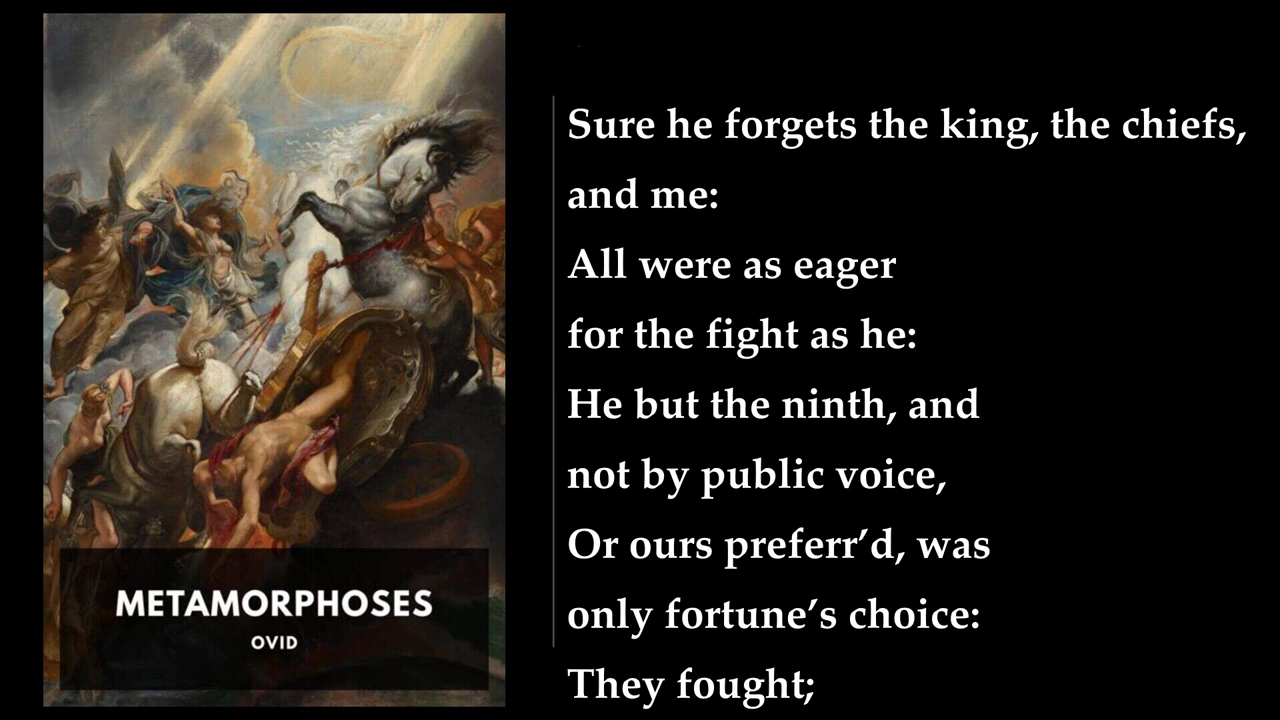 METAMORPHOSES
OVID
Sure he forgets the king, the chiefs,
and me:
All were as eager
for the fight as he:
He but the ninth, and
not by public voice,
Or ours preferr’d, was
only fortune’s choice:
They fought;